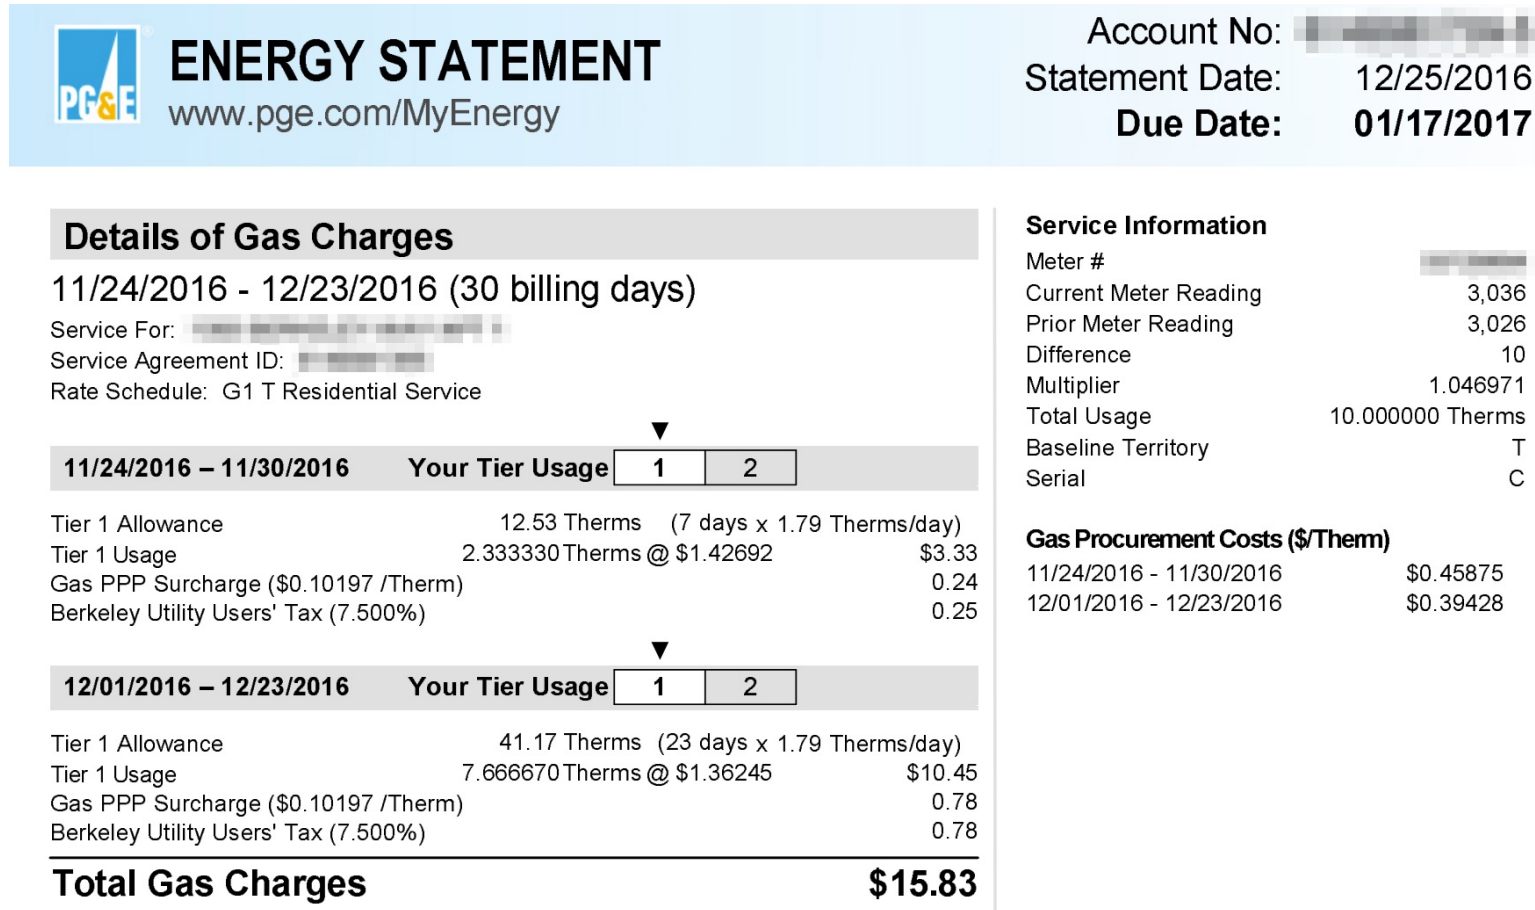 PG&E
®
ENERGY STATEMENT
www.pge.com/MyEnergy
Account No:
Statement Date: 12/25/2016
Due Date: 01/17/2017
Details of Gas Charges
11/24/2016 - 12/23/2016 (30 billing days)
Service For:
Service Agreement ID:
Rate Schedule: G1 T Residential Service
11/24/2016 – 11/30/2016 Your Tier Usage 1 2
Tier 1 Allowance 12.53 Therms (7 days x 1.79 Therms/day)
Tier 1 Usage 2.333330 Therms @ $1.42692 $3.33
Gas PPP Surcharge ($0.10197 /Therm) 0.24
Berkeley Utility Users' Tax (7.500%) 0.25
12/01/2016 – 12/23/2016 Your Tier Usage 1 2
Tier 1 Allowance 41.17 Therms (23 days x 1.79 Therms/day)
Tier 1 Usage 7.666670 Therms @ $1.36245 $10.45
Gas PPP Surcharge ($0.10197 /Therm) 0.78
Berkeley Utility Users' Tax (7.500%) 0.78
Total Gas Charges $15.83
Service Information
Meter #
Current Meter Reading 3,036
Prior Meter Reading 3,026
Difference 10
Multiplier 1.046971
Total Usage 10.000000 Therms
Baseline Territory T
Serial C
Gas Procurement Costs ($/Therm)
11/24/2016 - 11/30/2016 $0.45875
12/01/2016 - 12/23/2016 $0.39428